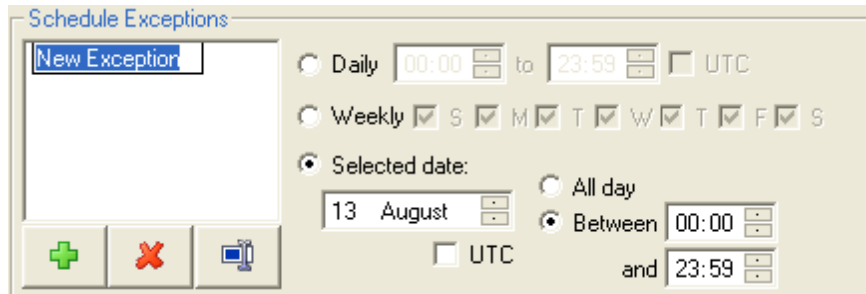 Schedule Exceptions
New Exception
Daily 00:00 to 23:59 UTC
Weekly S M T W T F S
Selected date:
13 August
UTC
All day
Between 00:00
and 23:59